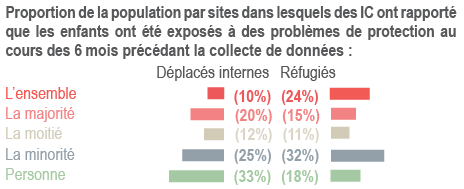 Proportion de la population par sites dans lesquels des IC ont rapporté
que les enfants ont été exposés à des problèmes de protection au
cours des 6 mois précédant la collecte de données :
Déplacés internes Réfugiés
L'ensemble (10%) (24%)
La majorité (20%) (15%)
La moitié (12%) (11%)
La minorité (25%) (32%)
Personne (33%) (18%)